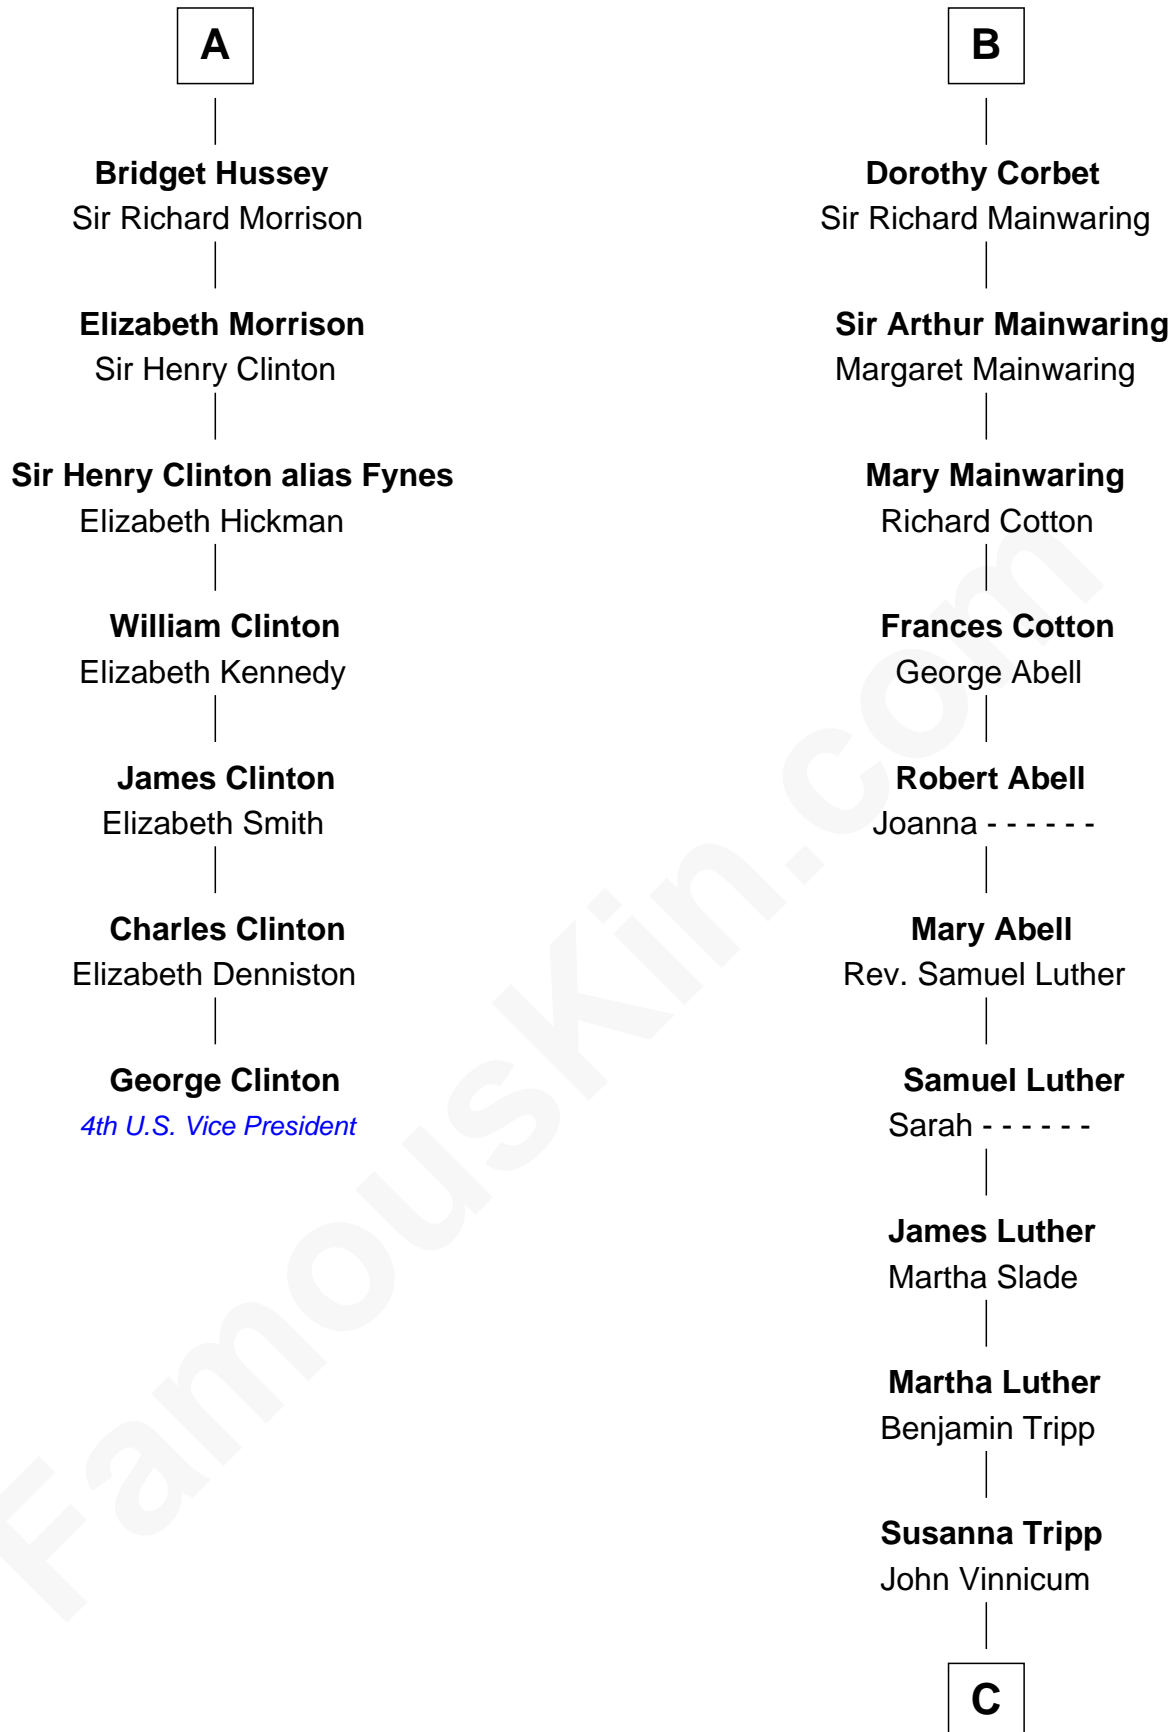 A
Bridget Hussey
Sir Richard Morrison
Elizabeth Morrison
Sir Henry Clinton
Sir Henry Clinton alias Fynes
Elizabeth Hickman
William Clinton
Elizabeth Kennedy
James Clinton
Elizabeth Smith
Charles Clinton
Elizabeth Denniston
George Clinton
4th U.S. Vice President
B
Dorothy Corbet
Sir Richard Mainwaring
Sir Arthur Mainwaring
Margaret Mainwaring
Mary Mainwaring
Richard Cotton
Frances Cotton
George Abell
Robert Abell
Joanna - - - - - -
Mary Abell
Rev. Samuel Luther
Samuel Luther
Sarah - - - - - -
James Luther
Martha Slade
Martha Luther
Benjamin Tripp
Susanna Tripp
John Vinnicum
C
FamousKin.com